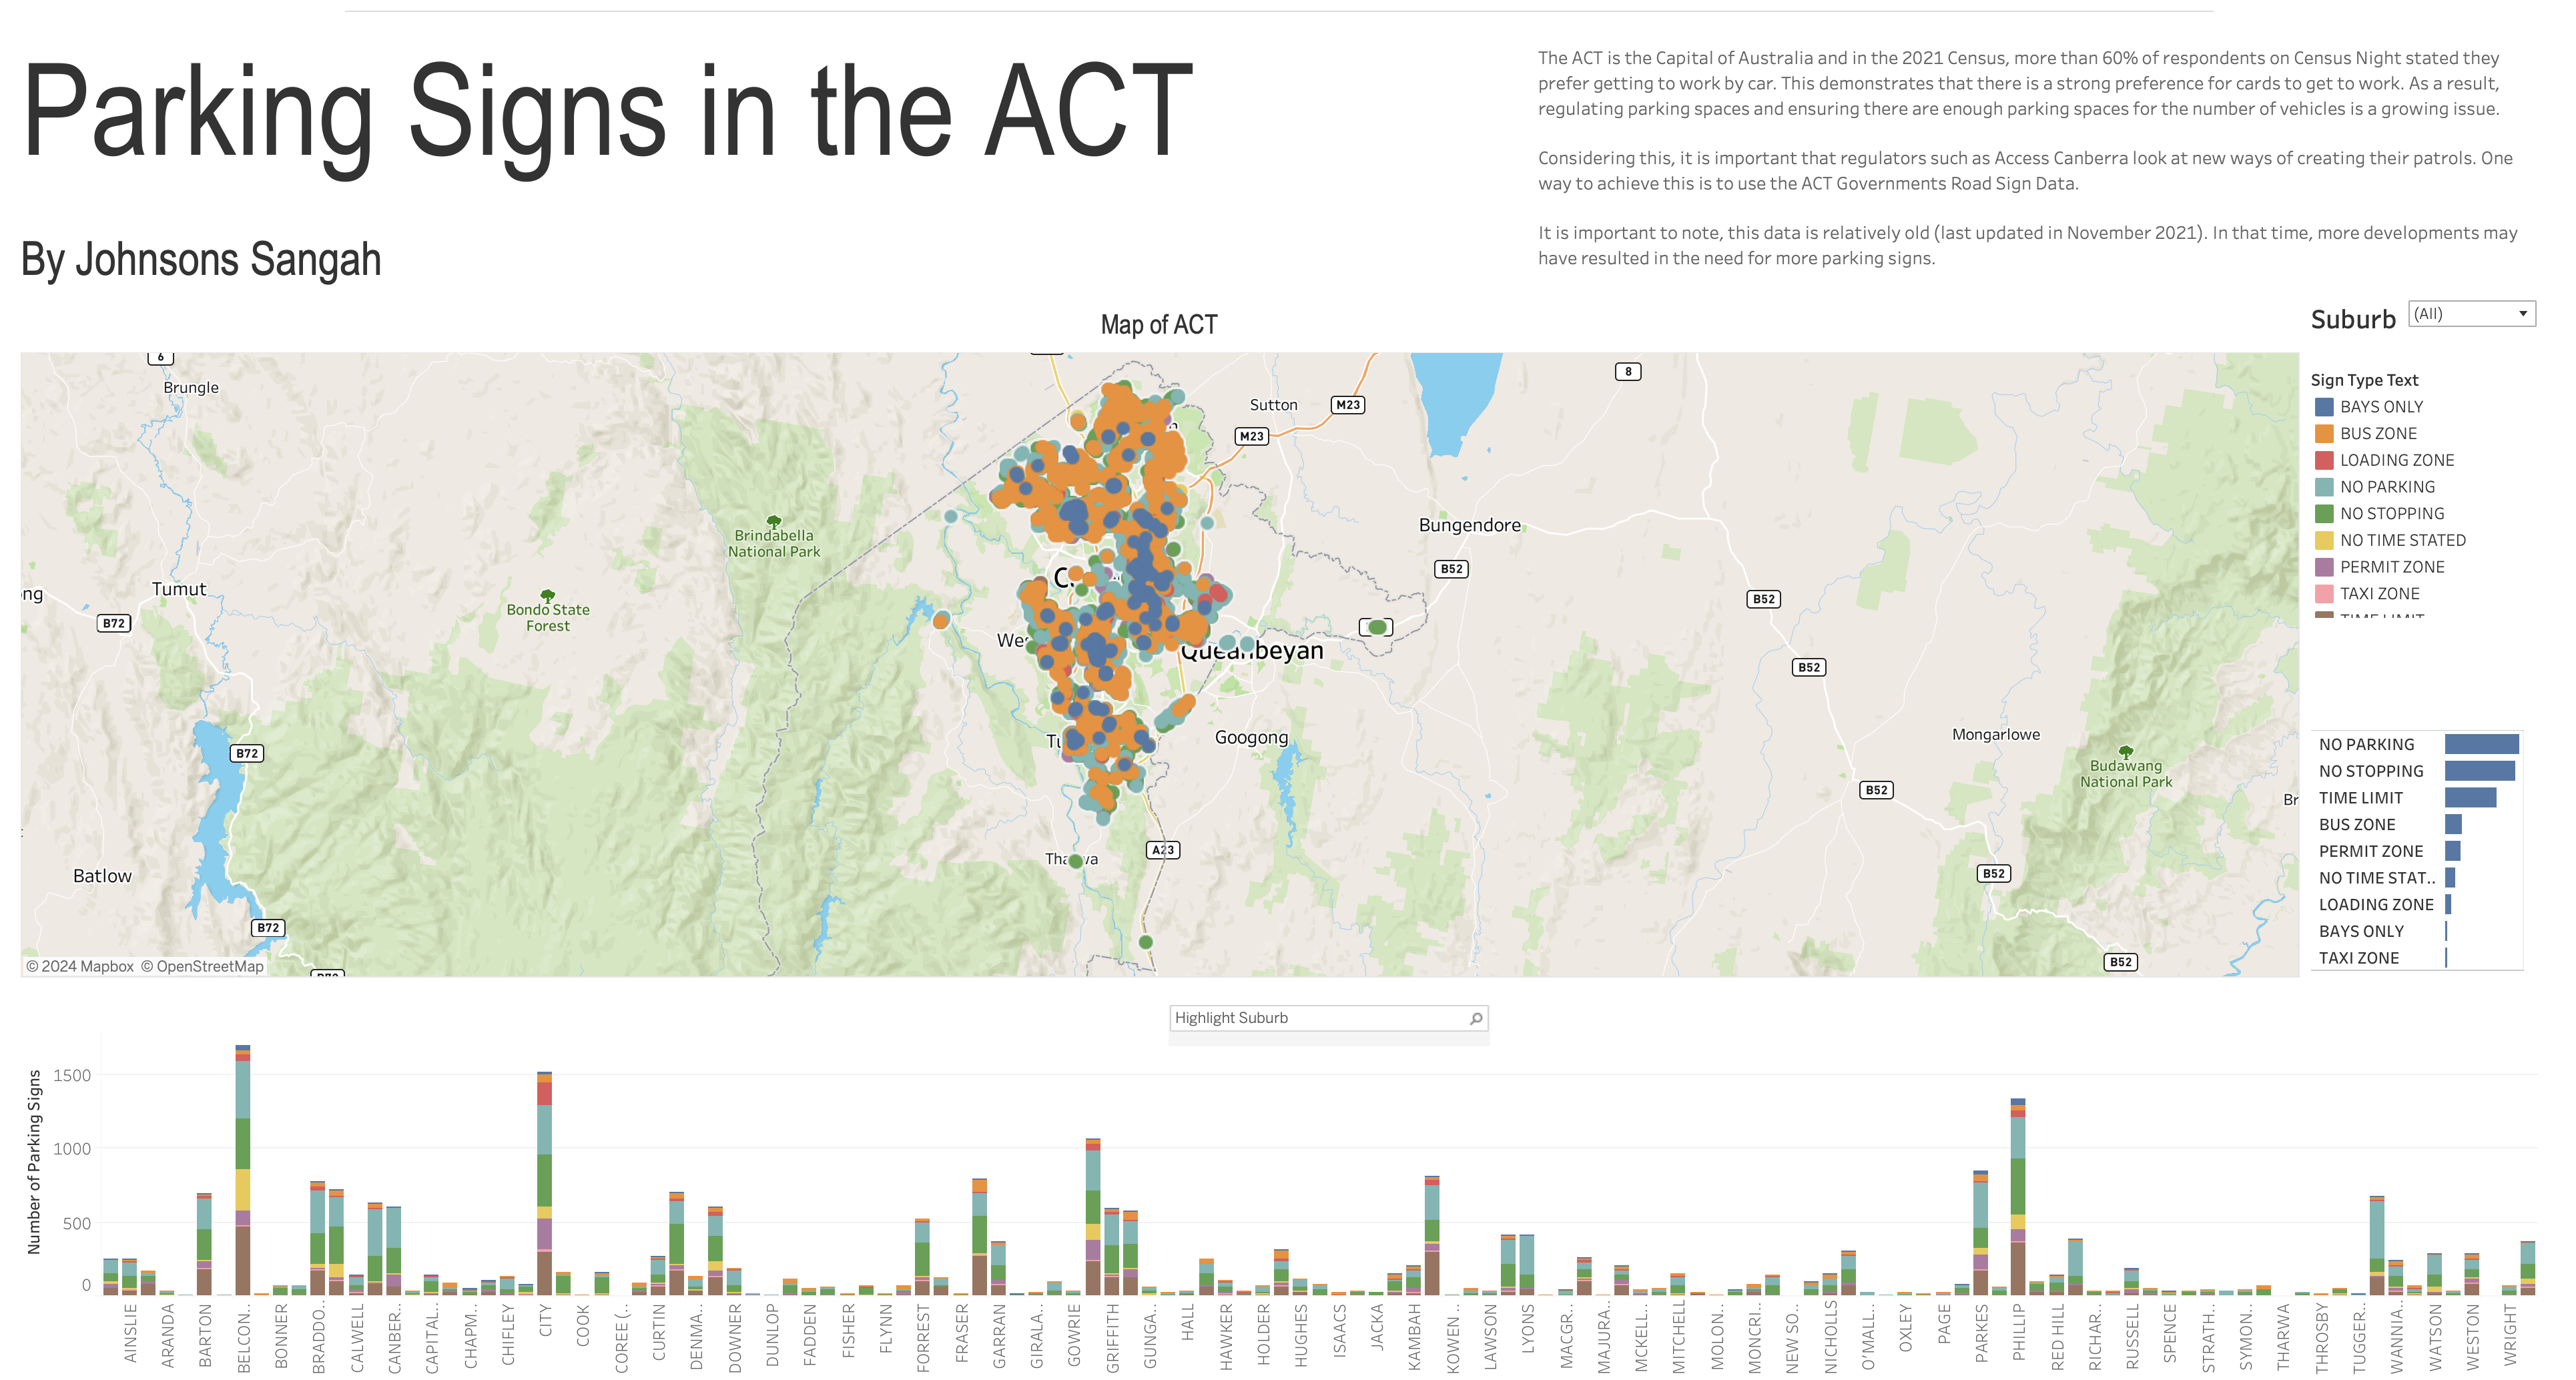 Parking Signs in the ACT
By Johnsons Sangah
The ACT is the Capital of Australia and in the 2021 Census, more than 60% of respondents on Census Night stated they
prefer getting to work by car. This demonstrates that there is a strong preference for cards to get to work. As a result,
regulating parking spaces and ensuring there are enough parking spaces for the number of vehicles is a growing issue.
Considering this, it is important that regulators such as Access Canberra look at new ways of creating their patrols. One
way to achieve this is to use the ACT Governments Road Sign Data.
It is important to note, this data is relatively old (last updated in November 2021). In that time, more developments may
have resulted in the need for more parking signs.
Map of ACT
Suburb
(All)
6
Brungle
8
Sutton
M23
M23
Brindabella
National Park
Bungendore
B52
Tumut
ng
B72
Bondo State
Forest
B52
We
Queanbeyan
B52
B72
Tu
Googong
Mongarlowe
Budawang
National Park
B52
Br
Tharwa
A23
Batlow
B52
B72
B52
© 2024 Mapbox © OpenStreetMap
Sign Type Text
BAYS ONLY
BUS ZONE
LOADING ZONE
NO PARKING
NO STOPPING
NO TIME STATED
PERMIT ZONE
TAXI ZONE
TIME LIMIT
NO PARKING
NO STOPPING
TIME LIMIT
BUS ZONE
PERMIT ZONE
NO TIME STAT..
LOADING ZONE
BAYS ONLY
TAXI ZONE
Highlight Suburb
Number of Parking Signs
1500
1000
500
0
AINSLIE
ARANDA
BARTON
BELCON..
BONNER
BRADDO..
CALWELL
CANBER..
CAPITAL..
CHAPM..
CHIFLEY
CITY
COOK
COREE (..
CURTIN
DENMA..
DOWNER
DUNLOP
FADDEN
FISHER
FLYNN
FORREST
FRASER
GARRAN
GIRALA..
GOWRIE
GRIFFITH
GUNGA..
HALL
HAWKER
HOLDER
HUGHES
ISAACS
JACKA
KAMBAH
KOWEN ..
LAWSON
LYONS
MACGR..
MAJURA..
MCKELL..
MITCHELL
MOLON..
MONCRI..
NEW SO..
NICHOLLS
O'MALL..
OXLEY
PAGE
PARKES
PHILLIP
RED HILL
RICHAR..
RUSSELL
SPENCE
STRATH..
SYMON..
THARWA
THROSBY
TUGGER..
WANNIA..
WATSON
WESTON
WRIGHT